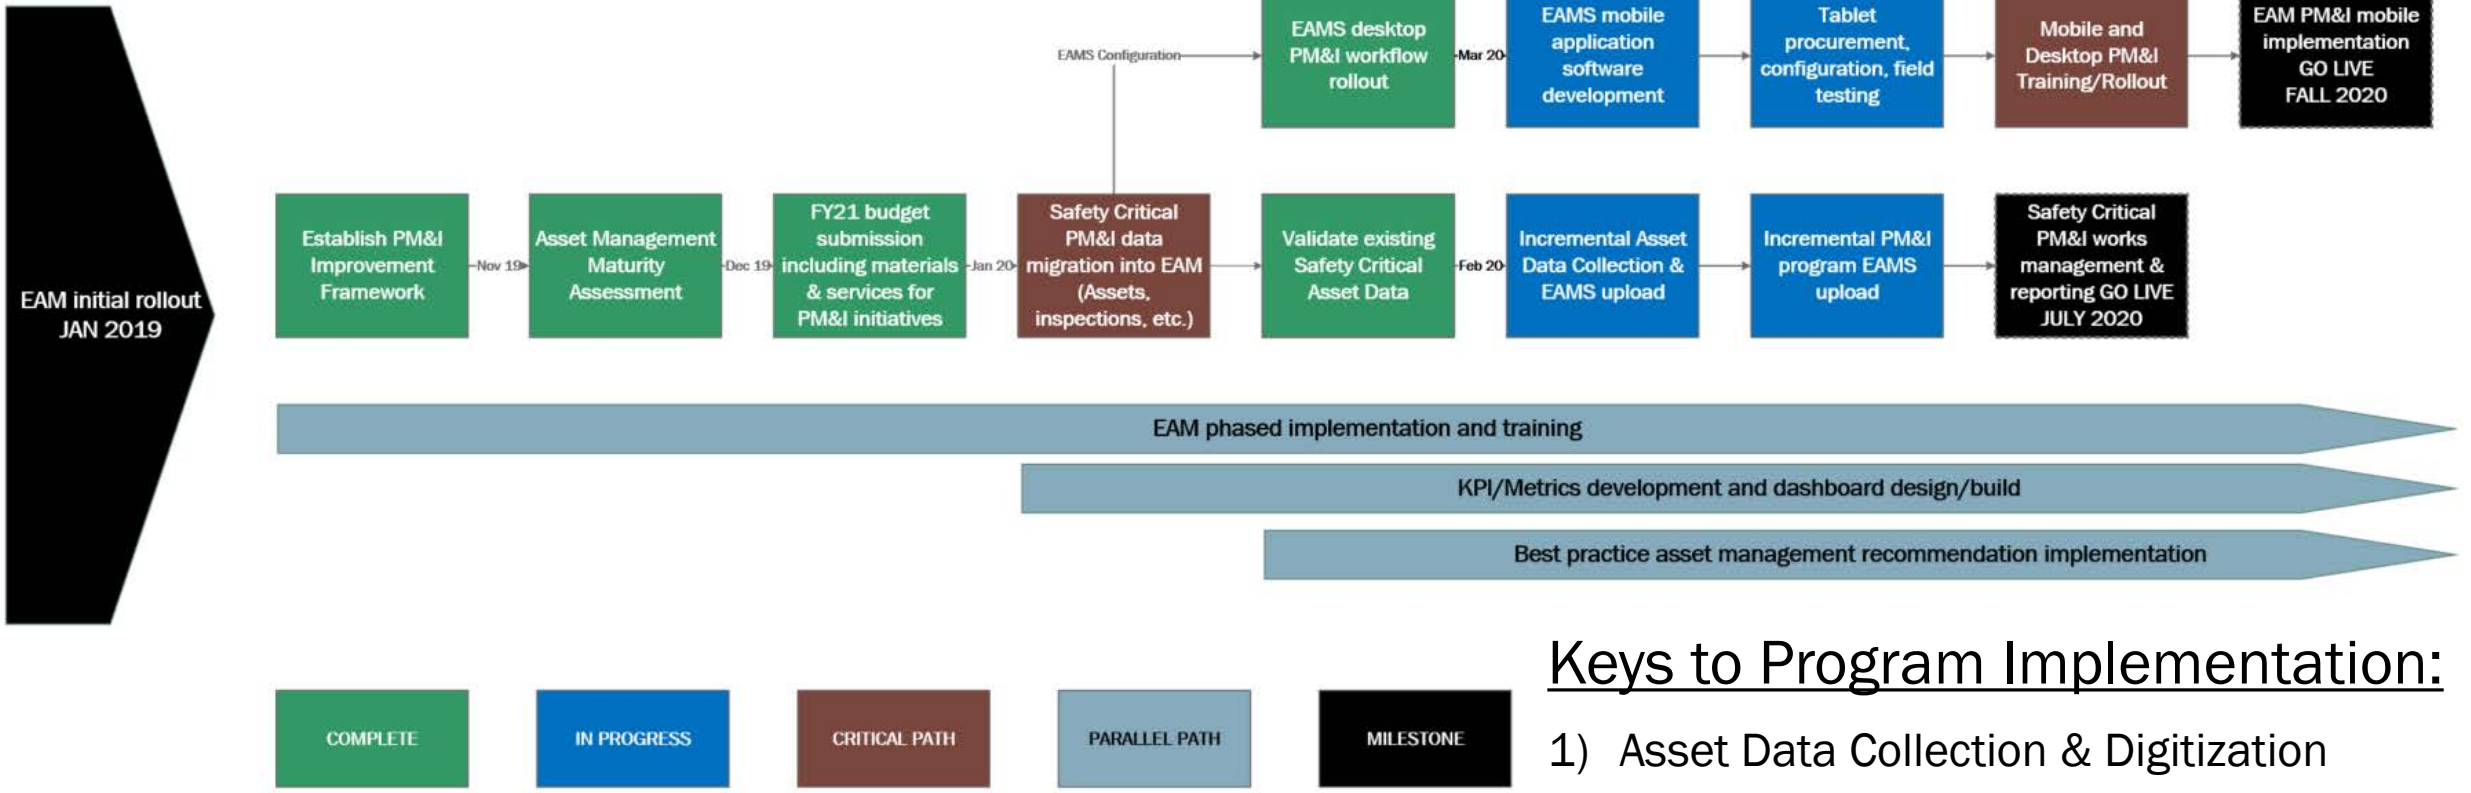 EAM initial rollout
JAN 2019
EAMS Configuration
EAMS desktop
PM&I workflow
rollout
Mar 20
EAMS mobile
application
software
development
Tablet
procurement,
configuration, field
testing
Mobile and
Desktop PM&I
Training/Rollout
EAM PM&I mobile
implementation
GO LIVE
FALL 2020
Establish PM&I
Improvement
Framework
Nov 19
Asset Management
Maturity
Assessment
Dec 19
FY21 budget
submission
including materials
& services for
PM&I initiatives
Jan 20
Safety Critical
PM&I data
migration into EAM
(Assets,
inspections, etc.)
Validate existing
Safety Critical
Asset Data
Feb 20
Incremental Asset
Data Collection &
EAMS upload
Incremental PM&I
program EAMS
upload
Safety Critical
PM&I works
management &
reporting GO LIVE
JULY 2020
EAM phased implementation and training
KPI/Metrics development and dashboard design/build
Best practice asset management recommendation implementation
COMPLETE
IN PROGRESS
CRITICAL PATH
PARALLEL PATH
MILESTONE
Keys to Program Implementation:
1) Asset Data Collection & Digitization